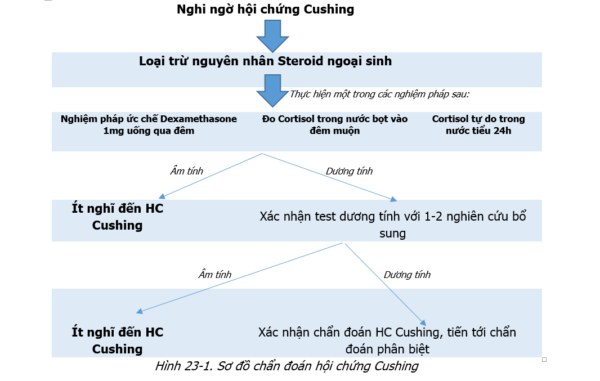 Nghi ngờ hội chứng Cushing
Loại trừ nguyên nhân Steroid ngoại sinh
Thực hiện một trong các nghiệm pháp sau:
Nghiệm pháp ức chế Dexamethasone
1mg uống qua đêm
Đo Cortisol trong nước bọt vào
đêm muộn
Cortisol tự do trong
nước tiểu 24h
Âm tính
Dương tính
Ít nghĩ đến HC
Cushing
Xác nhận test dương tính với 1-2 nghiên cứu bổ
sung
Âm tính
Dương tính
Ít nghĩ đến HC
Cushing
Xác nhận chẩn đoán HC Cushing, tiến tới chẩn
đoán phân biệt
Hình 23-1. Sơ đồ chẩn đoán hội chứng Cushing